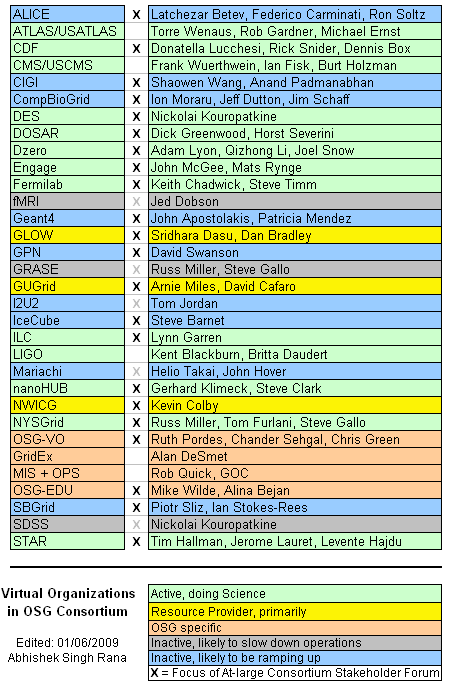 ALICE X Latchezar Betev, Federico Carminati, Ron Soltz
ATLAS/USATLAS Torre Wenaus, Rob Gardner, Michael Ernst
CDF X Donatella Lucchesi, Rick Snider, Dennis Box
CMS/USCMS Frank Wuerthwein, Ian Fisk, Burt Holzman
CIGI X Shaowen Wang, Anand Padmanabhan
CompBioGrid X Ion Moraru, Jeff Dutton, Jim Schaff
DES X Nickolai Kouropatkine
DOSAR X Dick Greenwood, Horst Severini
Dzero X Adam Lyon, Qizhong Li, Joel Snow
Engage X John McGee, Mats Rynge
Fermilab X Keith Chadwick, Steve Timm
fMRI X Jed Dobson
Geant4 X John Apostolakis, Patricia Mendez
GLOW X Sridhara Dasu, Dan Bradley
GPN X David Swanson
GRASE X Russ Miller, Steve Gallo
GUGrid X Arnie Miles, David Cafaro
I2U2 X Tom Jordan
IceCube X Steve Barnet
ILC X Lynn Garren
LIGO Kent Blackburn, Britta Daudert
Mariachi X Helio Takai, John Hover
nanoHUB X Gerhard Klimeck, Steve Clark
NWICG X Kevin Colby
NYSGrid X Russ Miller, Tom Furlani, Steve Gallo
OSG-VO X Ruth Pordes, Chander Sehgal, Chris Green
GridEx Alan DeSmet
MIS + OPS Rob Quick, GOC
OSG-EDU X Mike Wilde, Alina Bejan
SBGrid X Piotr Sliz, Ian Stokes-Rees
SDSS X Nickolai Kouropatkine
STAR X Tim Hallman, Jerome Lauret, Levente Hajdu
Virtual Organizations
in OSG Consortium
Edited: 01/06/2009
Abhishek Singh Rana
Active, doing Science
Resource Provider, primarily
OSG specific
Inactive, likely to slow down operations
Inactive, likely to be ramping up
X = Focus of At-large Consortium Stakeholder Forum